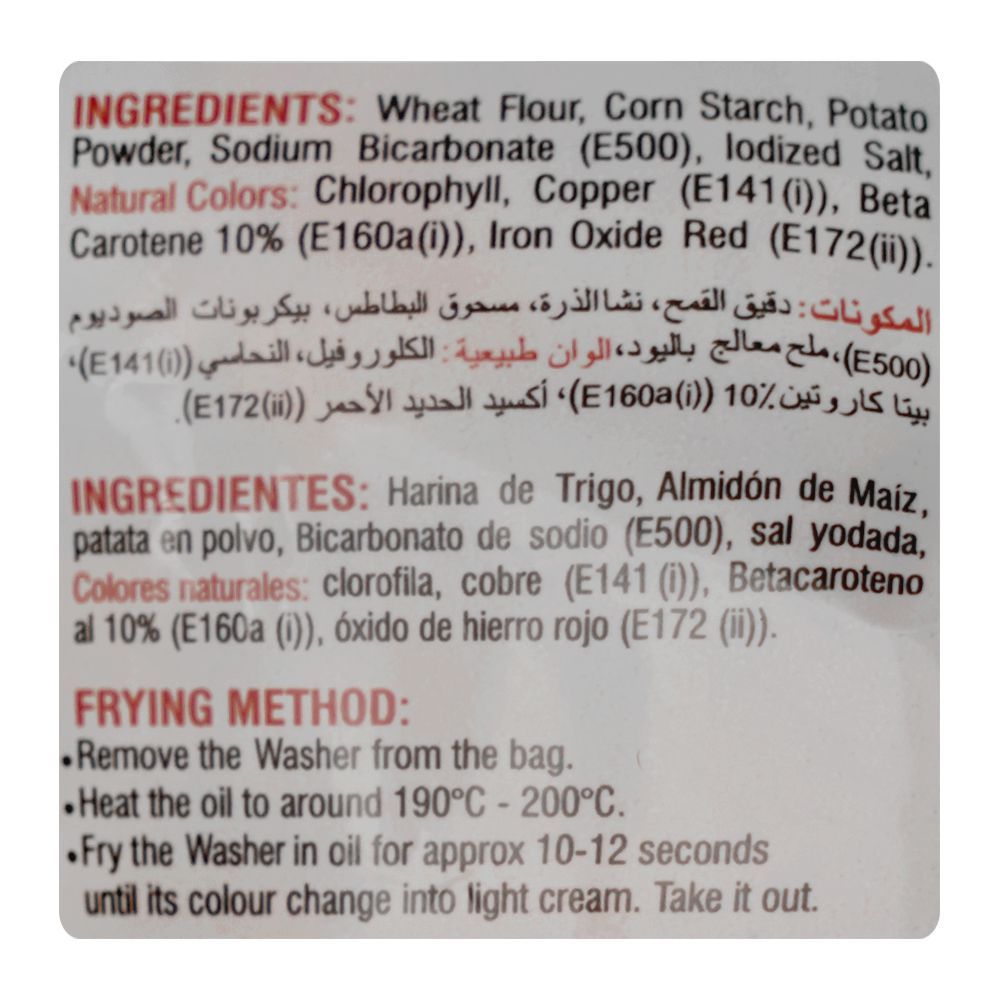 INGREDIENTS: Wheat Flour, Corn Starch, Potato
Powder, Sodium Bicarbonate (E500), Iodized Salt,
Natural Colors: Chlorophyll, Copper (E141(i)), Beta
Carotene 10% (E160a(i)), Iron Oxide Red (E172(ii)).
المكونات: دقيق القمح، نشا الذرة، مسحوق البطاطس، بيكربونات الصوديوم
(E500)، ملح معالج باليود، الوان طبيعية: الكلوروفيل، النحاسي (E141(i))،
بيتا كاروتين 10٪ (E160a(i))، أكسيد الحديد الأحمر (E172(ii)).
INGREDIENTES: Harina de Trigo, Almidón de Maíz,
patata en polvo, Bicarbonato de sodio (E500), sal yodada,
Colores naturales: clorofila, cobre (E141 (i)), Betacaroteno
al 10% (E160a (i)), óxido de hierro rojo (E172 (ii)).
FRYING METHOD:
•Remove the Washer from the bag.
•Heat the oil to around 190°C - 200°C.
•Fry the Washer in oil for approx 10-12 seconds
until its colour change into light cream. Take it out.